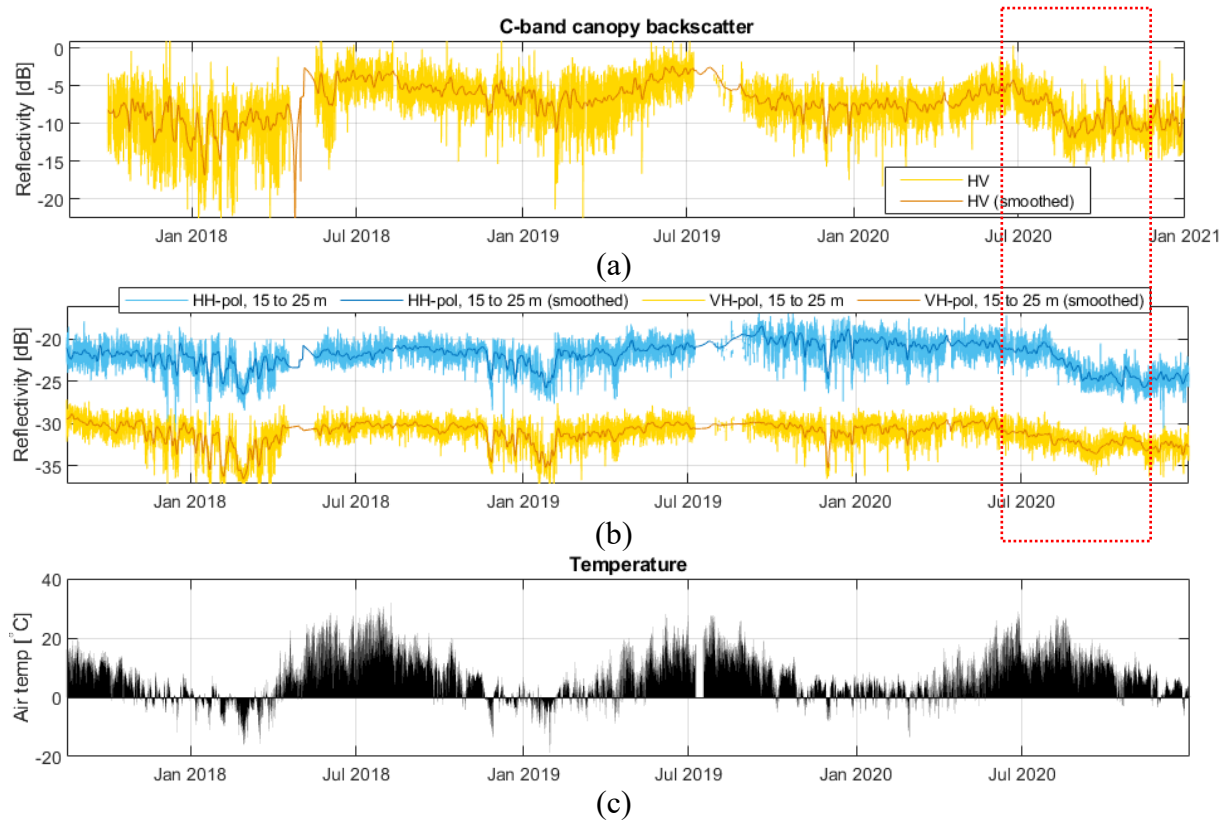 C-band canopy backscatter
Reflectivity [dB]
0
-5
-10
-15
-20
HV
HV (smoothed)
Jan 2018 Jul 2018 Jan 2019 Jul 2019 Jan 2020 Jul 2020 Jan 2021
(a)
HH-pol, 15 to 25 m HH-pol, 15 to 25 m (smoothed) VH-pol, 15 to 25 m VH-pol, 15 to 25 m (smoothed)
Reflectivity [dB]
-20
-25
-30
-35
Jan 2018 Jul 2018 Jan 2019 Jul 2019 Jan 2020 Jul 2020
(b)
Temperature
Air temp [°C]
40
20
0
-20
Jan 2018 Jul 2018 Jan 2019 Jul 2019 Jan 2020 Jul 2020
(c)